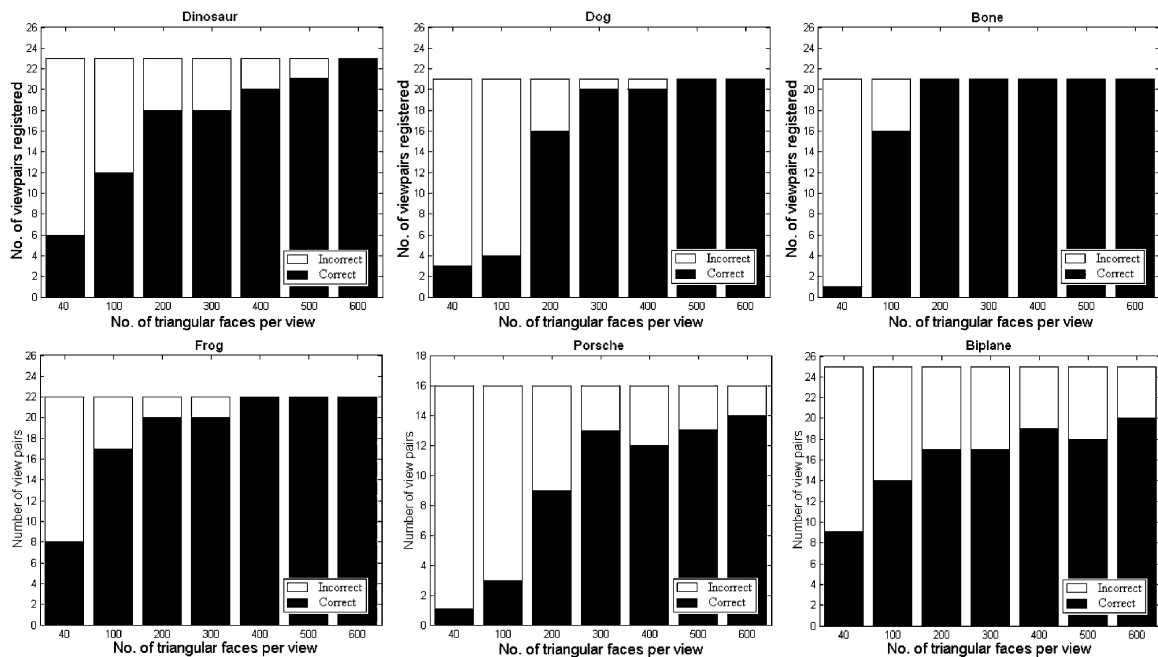 Dinosaur
No. of viewpairs registered
26
24
22
20
18
16
14
12
10
8
6
4
2
0
Incorrect
Correct
40 100 200 300 400 500 600
No. of triangular faces per view
Dog
No. of viewpairs registered
26
24
22
20
18
16
14
12
10
8
6
4
2
0
Incorrect
Correct
40 100 200 300 400 500 600
No. of triangular faces per view
Bone
No. of viewpairs registered
26
24
22
20
18
16
14
12
10
8
6
4
2
0
Incorrect
Correct
40 100 200 300 400 500 600
No. of triangular faces per view
Frog
Number of view pairs
26
24
22
20
18
16
14
12
10
8
6
4
2
0
Incorrect
Correct
40 100 200 300 400 500 600
No. of triangular faces per view
Porsche
Number of view pairs
18
16
14
12
10
8
6
4
2
0
Incorrect
Correct
40 100 200 300 400 500 600
No. of triangular faces per view
Biplane
Number of view pairs
26
24
22
20
18
16
14
12
10
8
6
4
2
0
Incorrect
Correct
40 100 200 300 400 500 600
No. of triangular faces per view